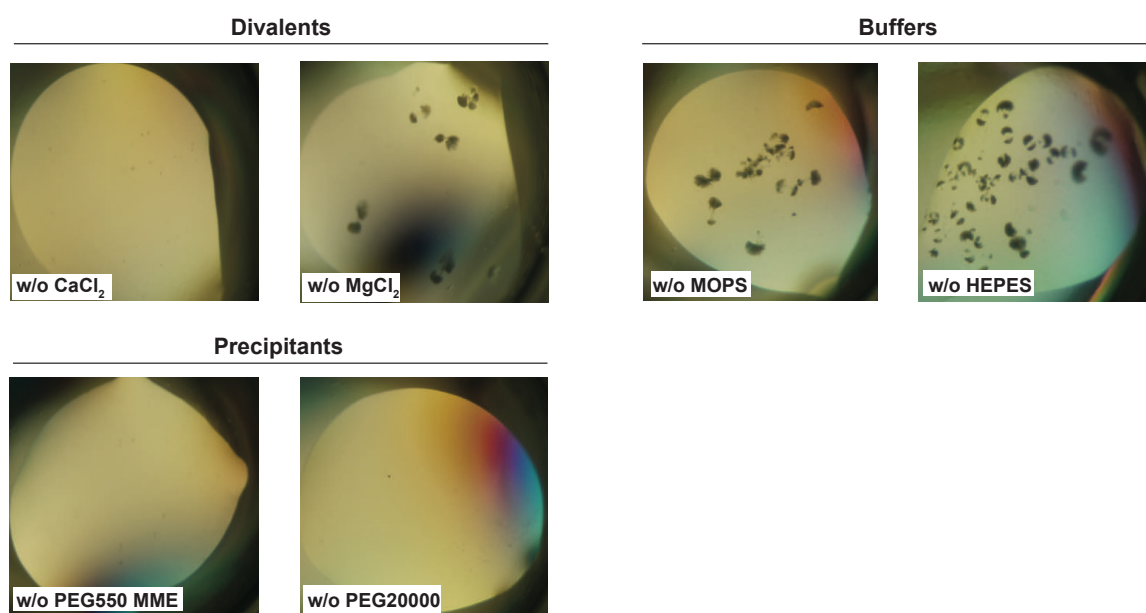 Divalents
Buffers
w/o CaCl₂
w/o MgCl₂
w/o MOPS
w/o HEPES
Precipitants
w/o PEG550 MME
w/o PEG20000